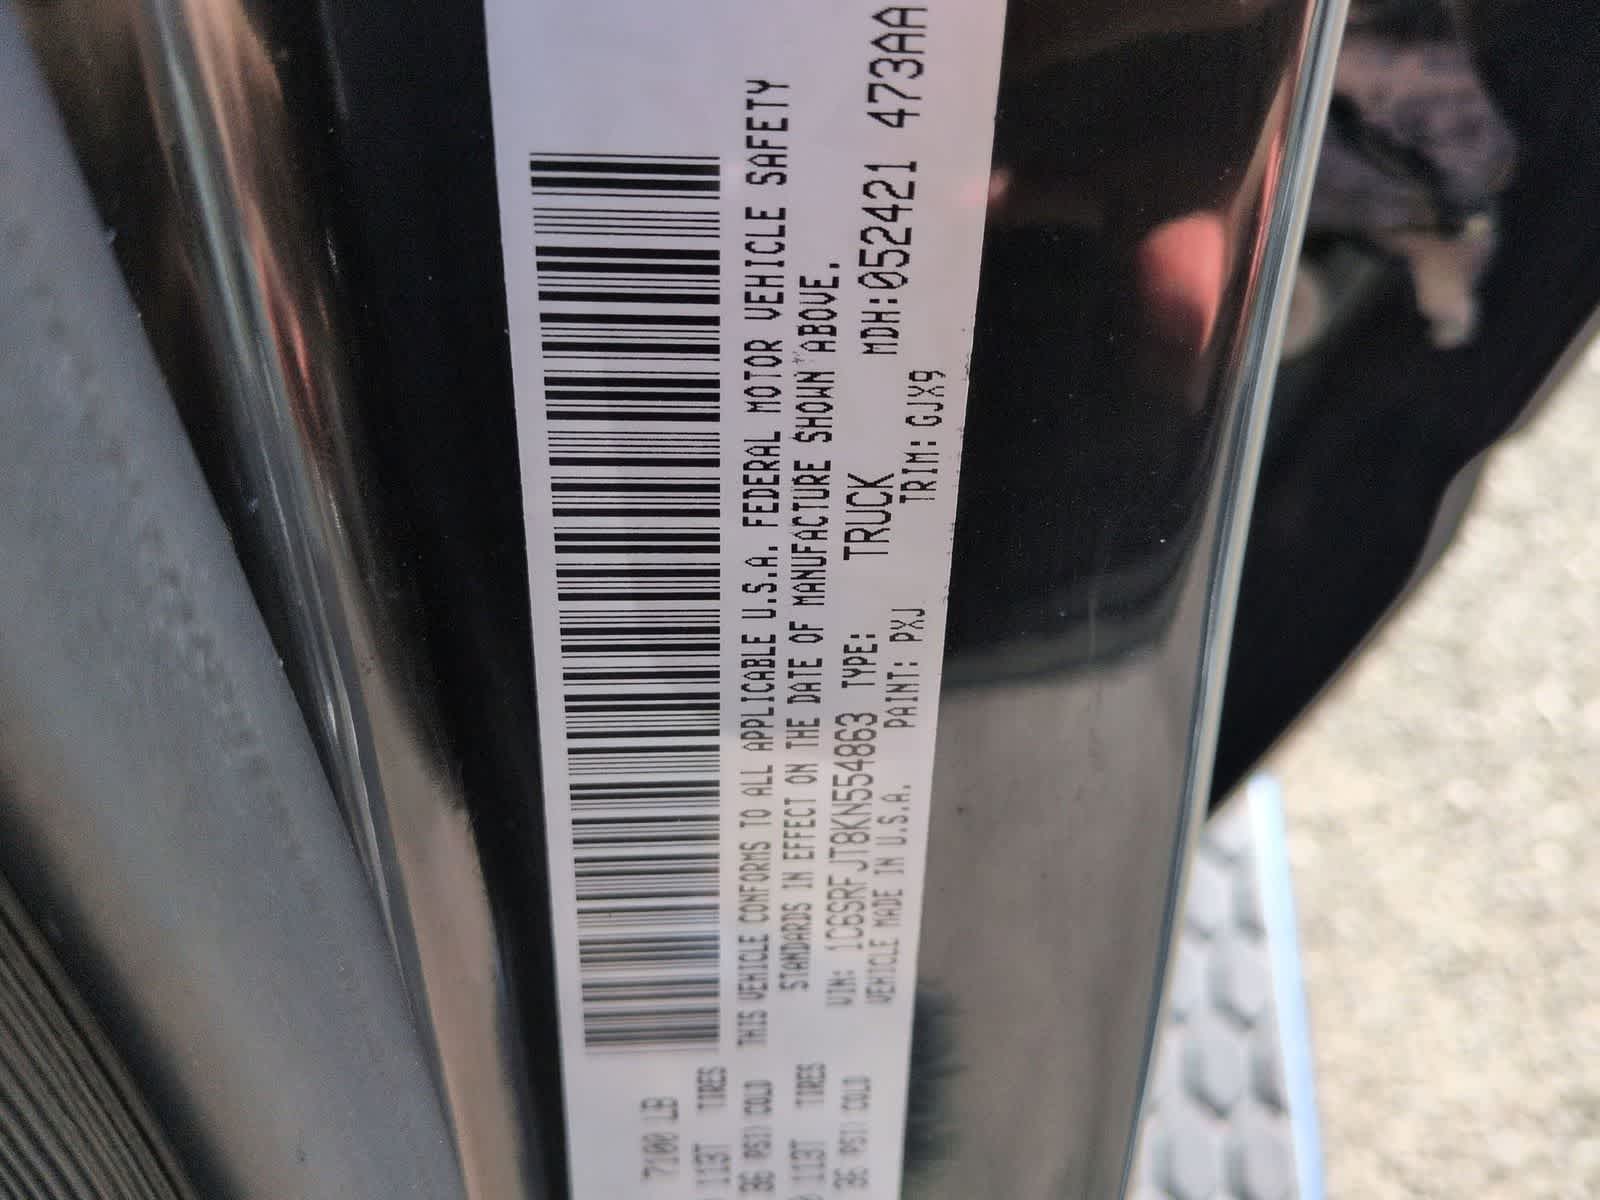 7100 LB
113T TIRES
36 PSI) COLD
113T TIRES
36 PSI) COLD
THIS VEHICLE CONFORMS TO ALL APPLICABLE U.S.A. FEDERAL MOTOR VEHICLE SAFETY
STANDARDS IN EFFECT ON THE DATE OF MANUFACTURE SHOWN ABOVE.
VIN: 1C6SRFJT8KN554863 TYPE: TRUCK MDH:052421 473AA
VEHICLE MADE IN U.S.A. PAINT: PXJ TRIM: GJX9